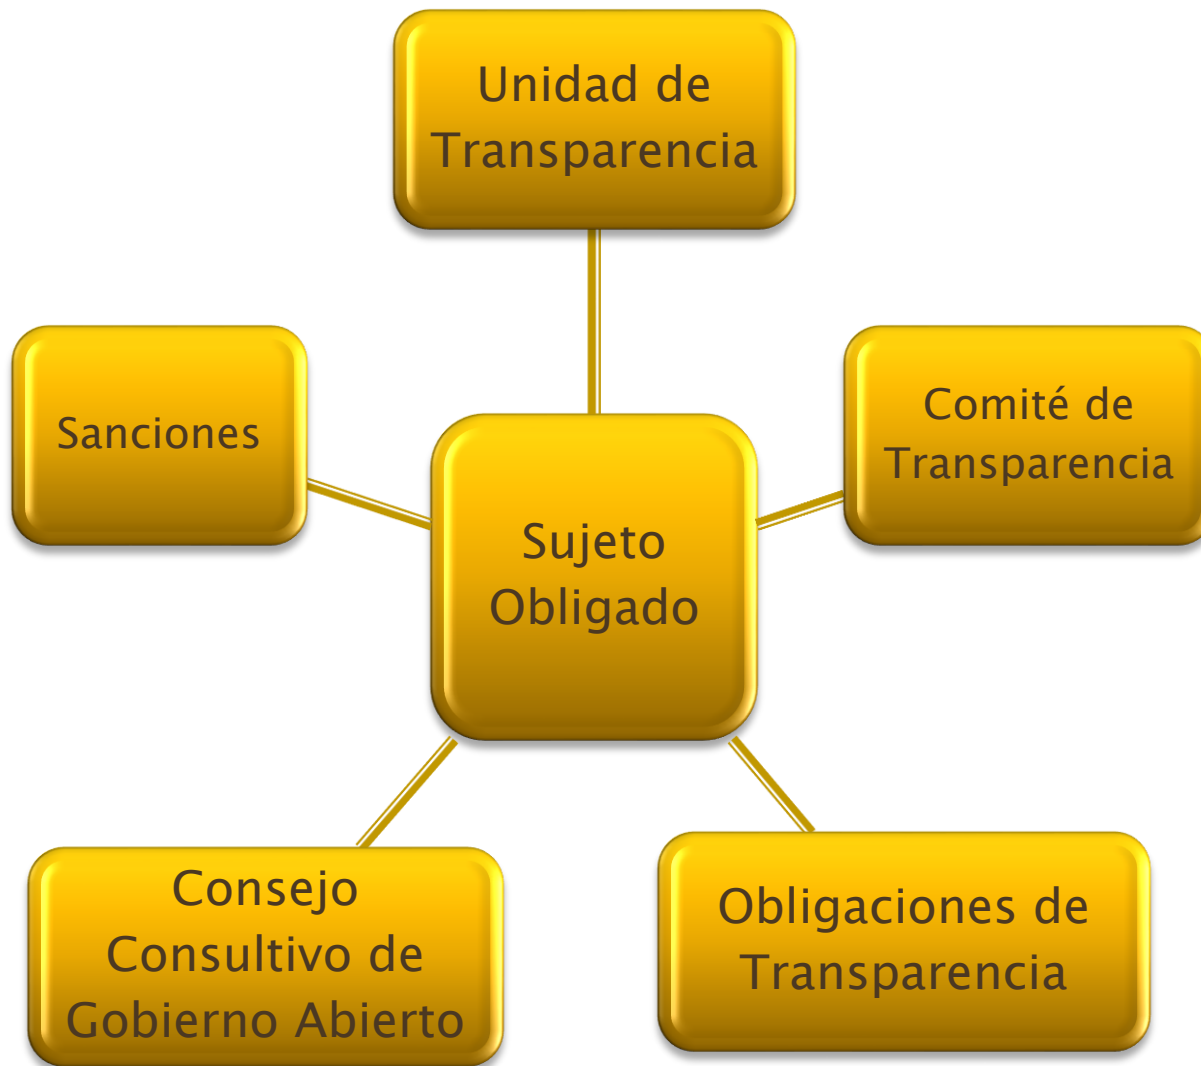 Unidad de
Transparencia
Sanciones
Comité de
Transparencia
Sujeto
Obligado
Consejo
Consultivo de
Gobierno Abierto
Obligaciones de
Transparencia